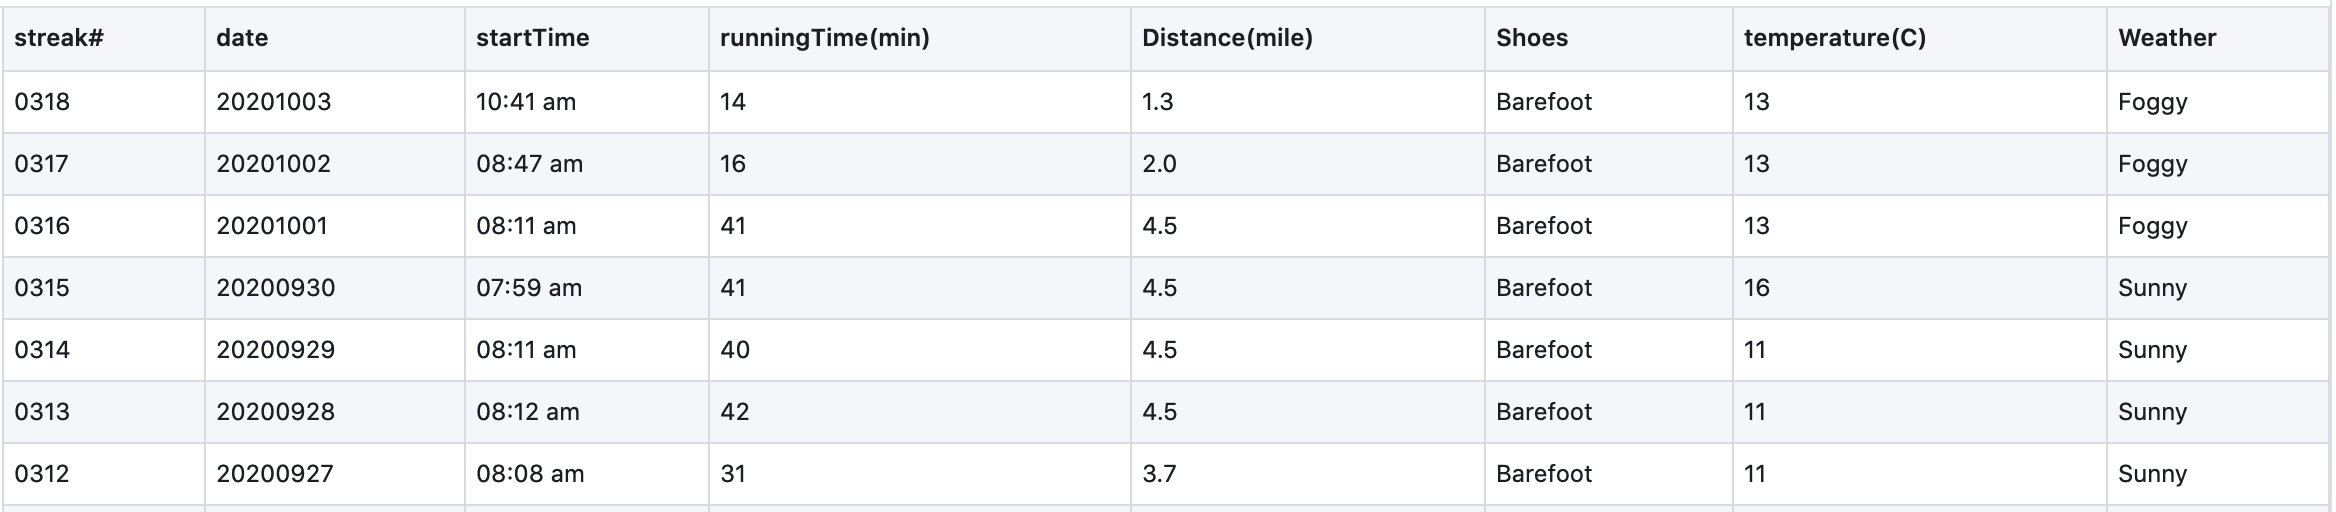 streak# date startTime runningTime(min) Distance(mile) Shoes temperature(C) Weather
0318 20201003 10:41 am 14 1.3 Barefoot 13 Foggy
0317 20201002 08:47 am 16 2.0 Barefoot 13 Foggy
0316 20201001 08:11 am 41 4.5 Barefoot 13 Foggy
0315 20200930 07:59 am 41 4.5 Barefoot 16 Sunny
0314 20200929 08:11 am 40 4.5 Barefoot 11 Sunny
0313 20200928 08:12 am 42 4.5 Barefoot 11 Sunny
0312 20200927 08:08 am 31 3.7 Barefoot 11 Sunny